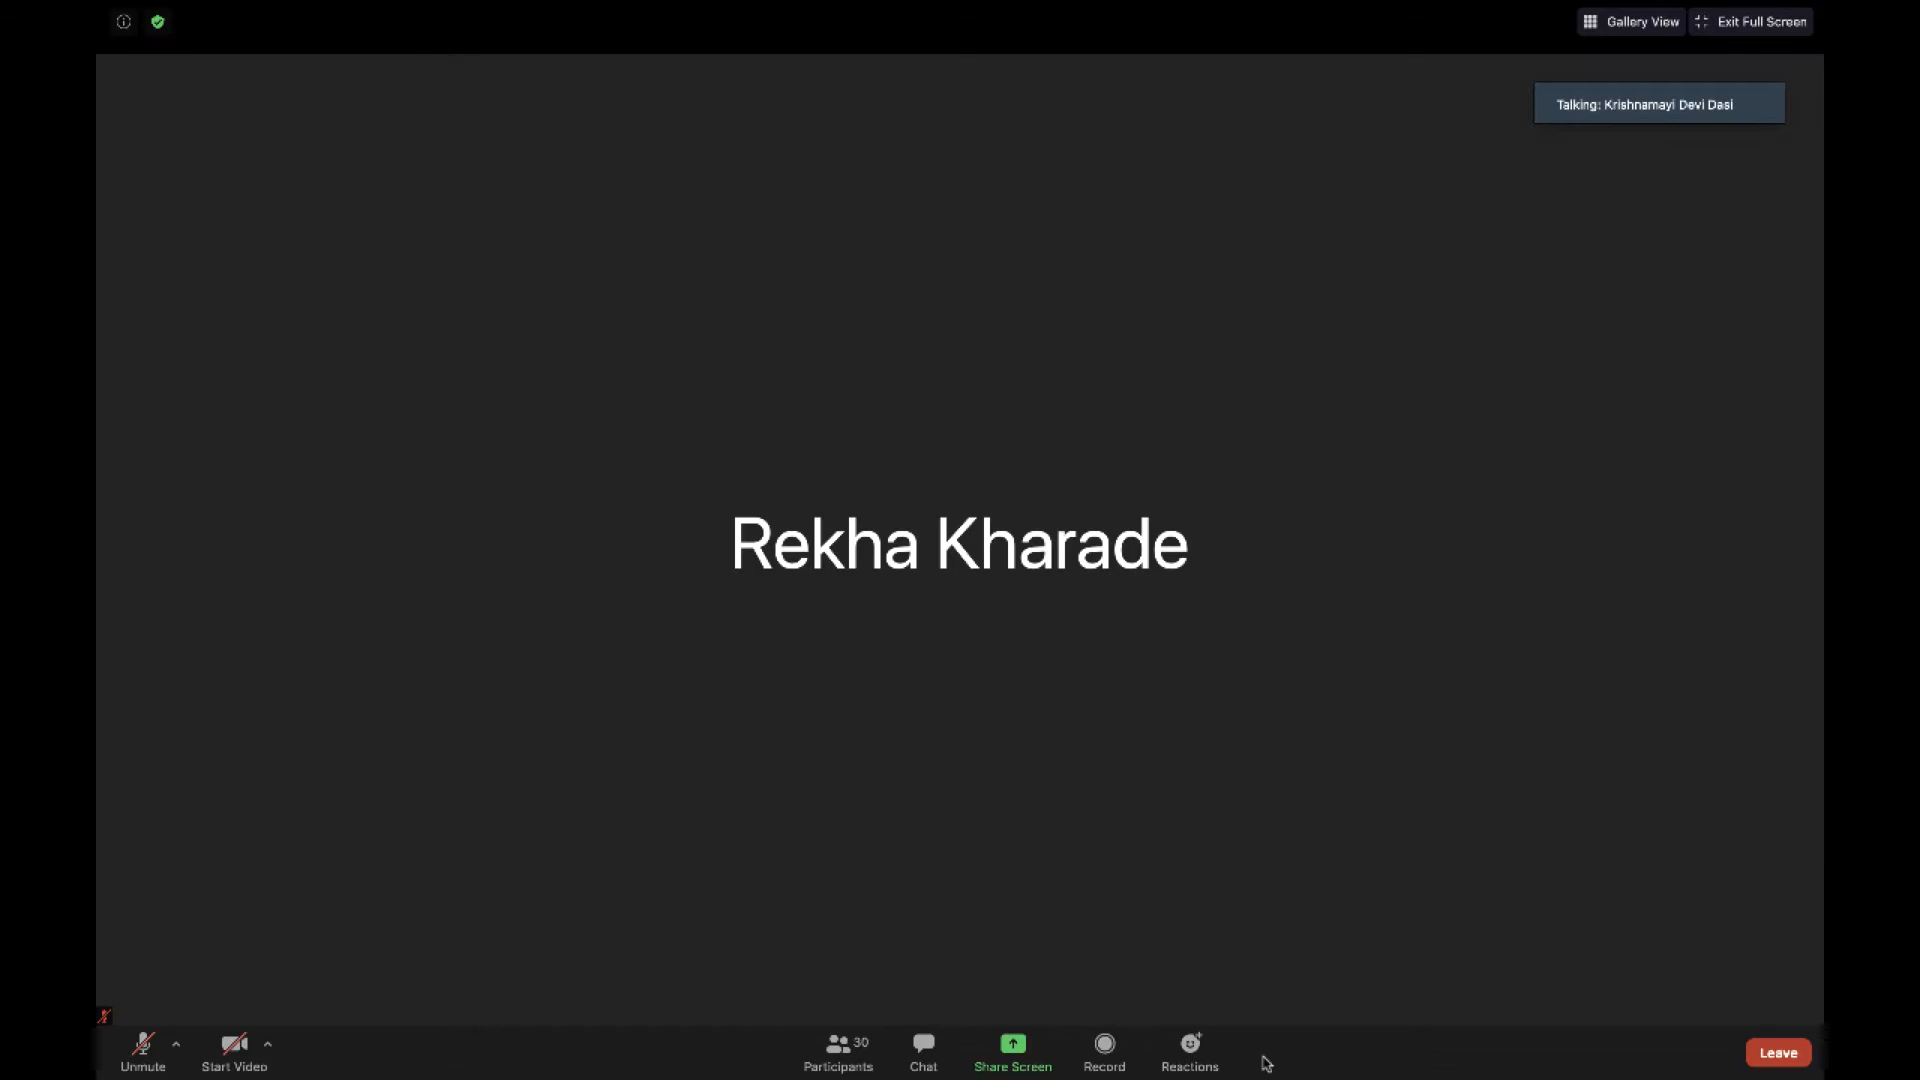 Gallery View
Exit Full Screen
Talking: Krishnamayi Devi Dasi
Rekha Kharade
30
Unmute
Start Video
Participants
Chat
Share Screen
Record
Reactions
Leave